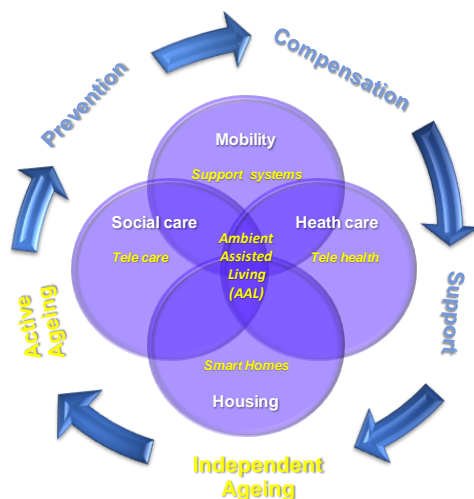 Prevention
Compensation
Mobility
Support systems
Social care
Heath care
Tele care
Ambient
Assisted
Living
(AAL)
Tele health
Support
Active
Ageing
Smart Homes
Housing
Independent
Ageing